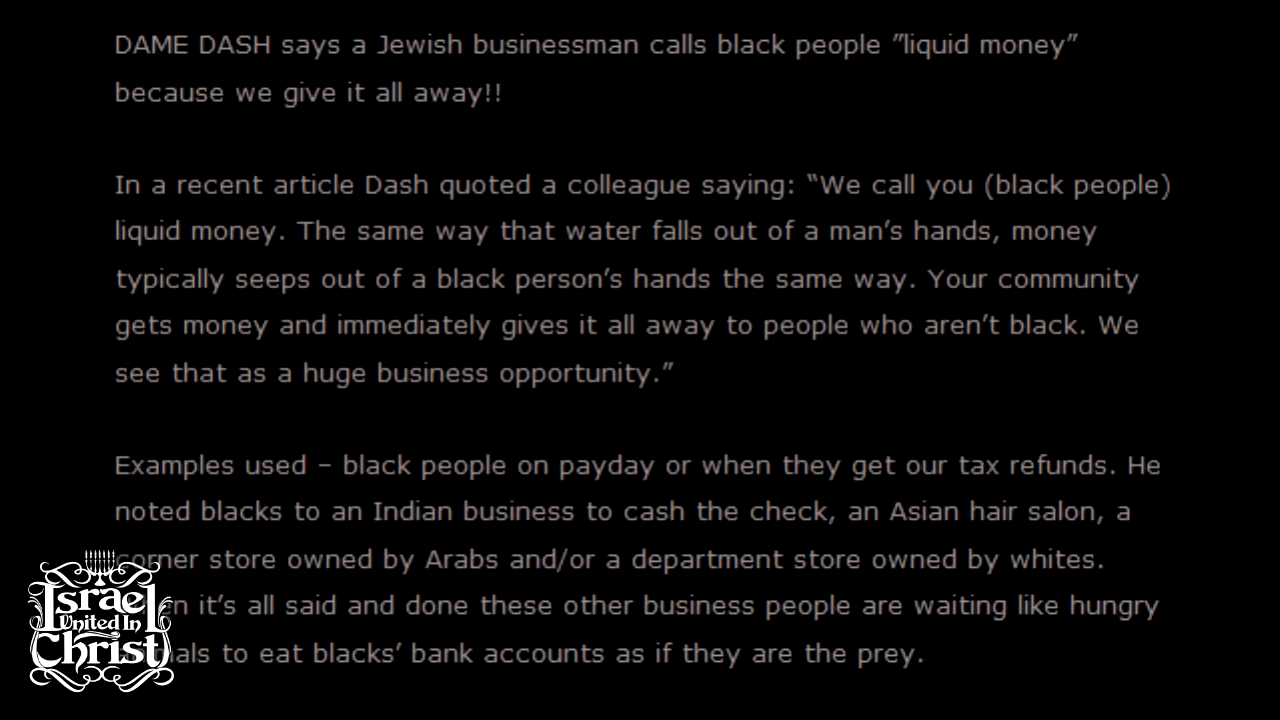 DAME DASH says a Jewish businessman calls black people ”liquid money”
because we give it all away!!
In a recent article Dash quoted a colleague saying: “We call you (black people)
liquid money. The same way that water falls out of a man’s hands, money
typically seeps out of a black person’s hands the same way. Your community
gets money and immediately gives it all away to people who aren’t black. We
see that as a huge business opportunity.”
Examples used – black people on payday or when they get our tax refunds. He
noted blacks to an Indian business to cash the check, an Asian hair salon, a
corner store owned by Arabs and/or a department store owned by whites.
it’s all said and done these other business people are waiting like hungry
to eat blacks’ bank accounts as if they are the prey.
Israel
United In
Christ